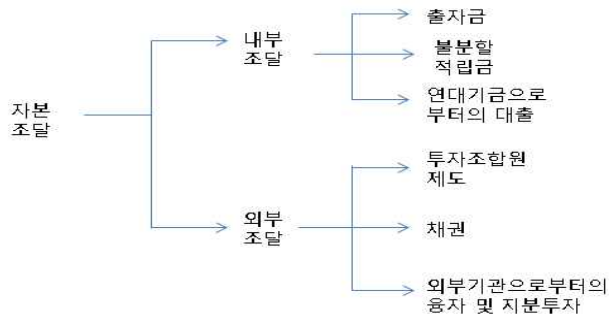 자본
조달
내부
조달
출자금
불분할
적립금
연대기금으로
부터의 대출
외부
조달
투자조합원
제도
채권
외부기관으로부터의
융자 및 지분투자